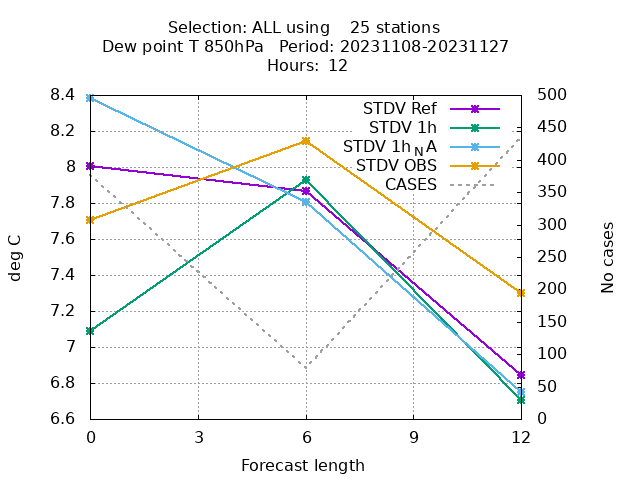 Selection: ALL using    25 stations
Dew point T 850hPa   Period: 20231108-20231127
Hours: 12
8.4
8.2
8
7.8
7.6
7.4
7.2
7
6.8
6.6
deg C
500
450
400
350
300
250
200
150
100
50
0
No cases
STDV Ref
STDV 1h
STDV 1h_N A
STDV OBS
CASES
0 3 6 9 12
Forecast length